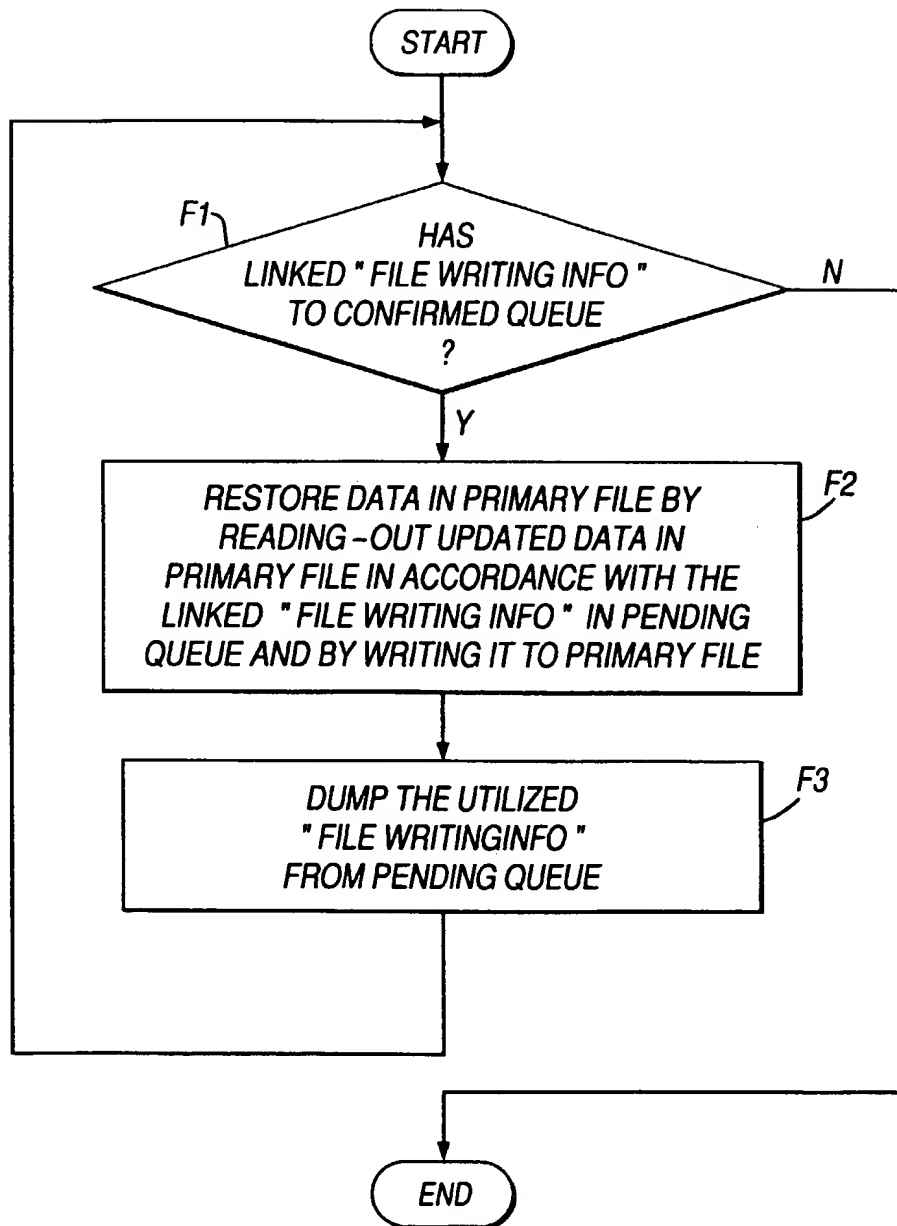 START
F1
HAS
LINKED " FILE WRITING INFO "
TO CONFIRMED QUEUE
?
N
Y
F2
RESTORE DATA IN PRIMARY FILE BY
READING-OUT UPDATED DATA IN
PRIMARY FILE IN ACCORDANCE WITH THE
LINKED " FILE WRITING INFO " IN PENDING
QUEUE AND BY WRITING IT TO PRIMARY FILE
F3
DUMP THE UTILIZED
" FILE WRITINGINFO "
FROM PENDING QUEUE
END